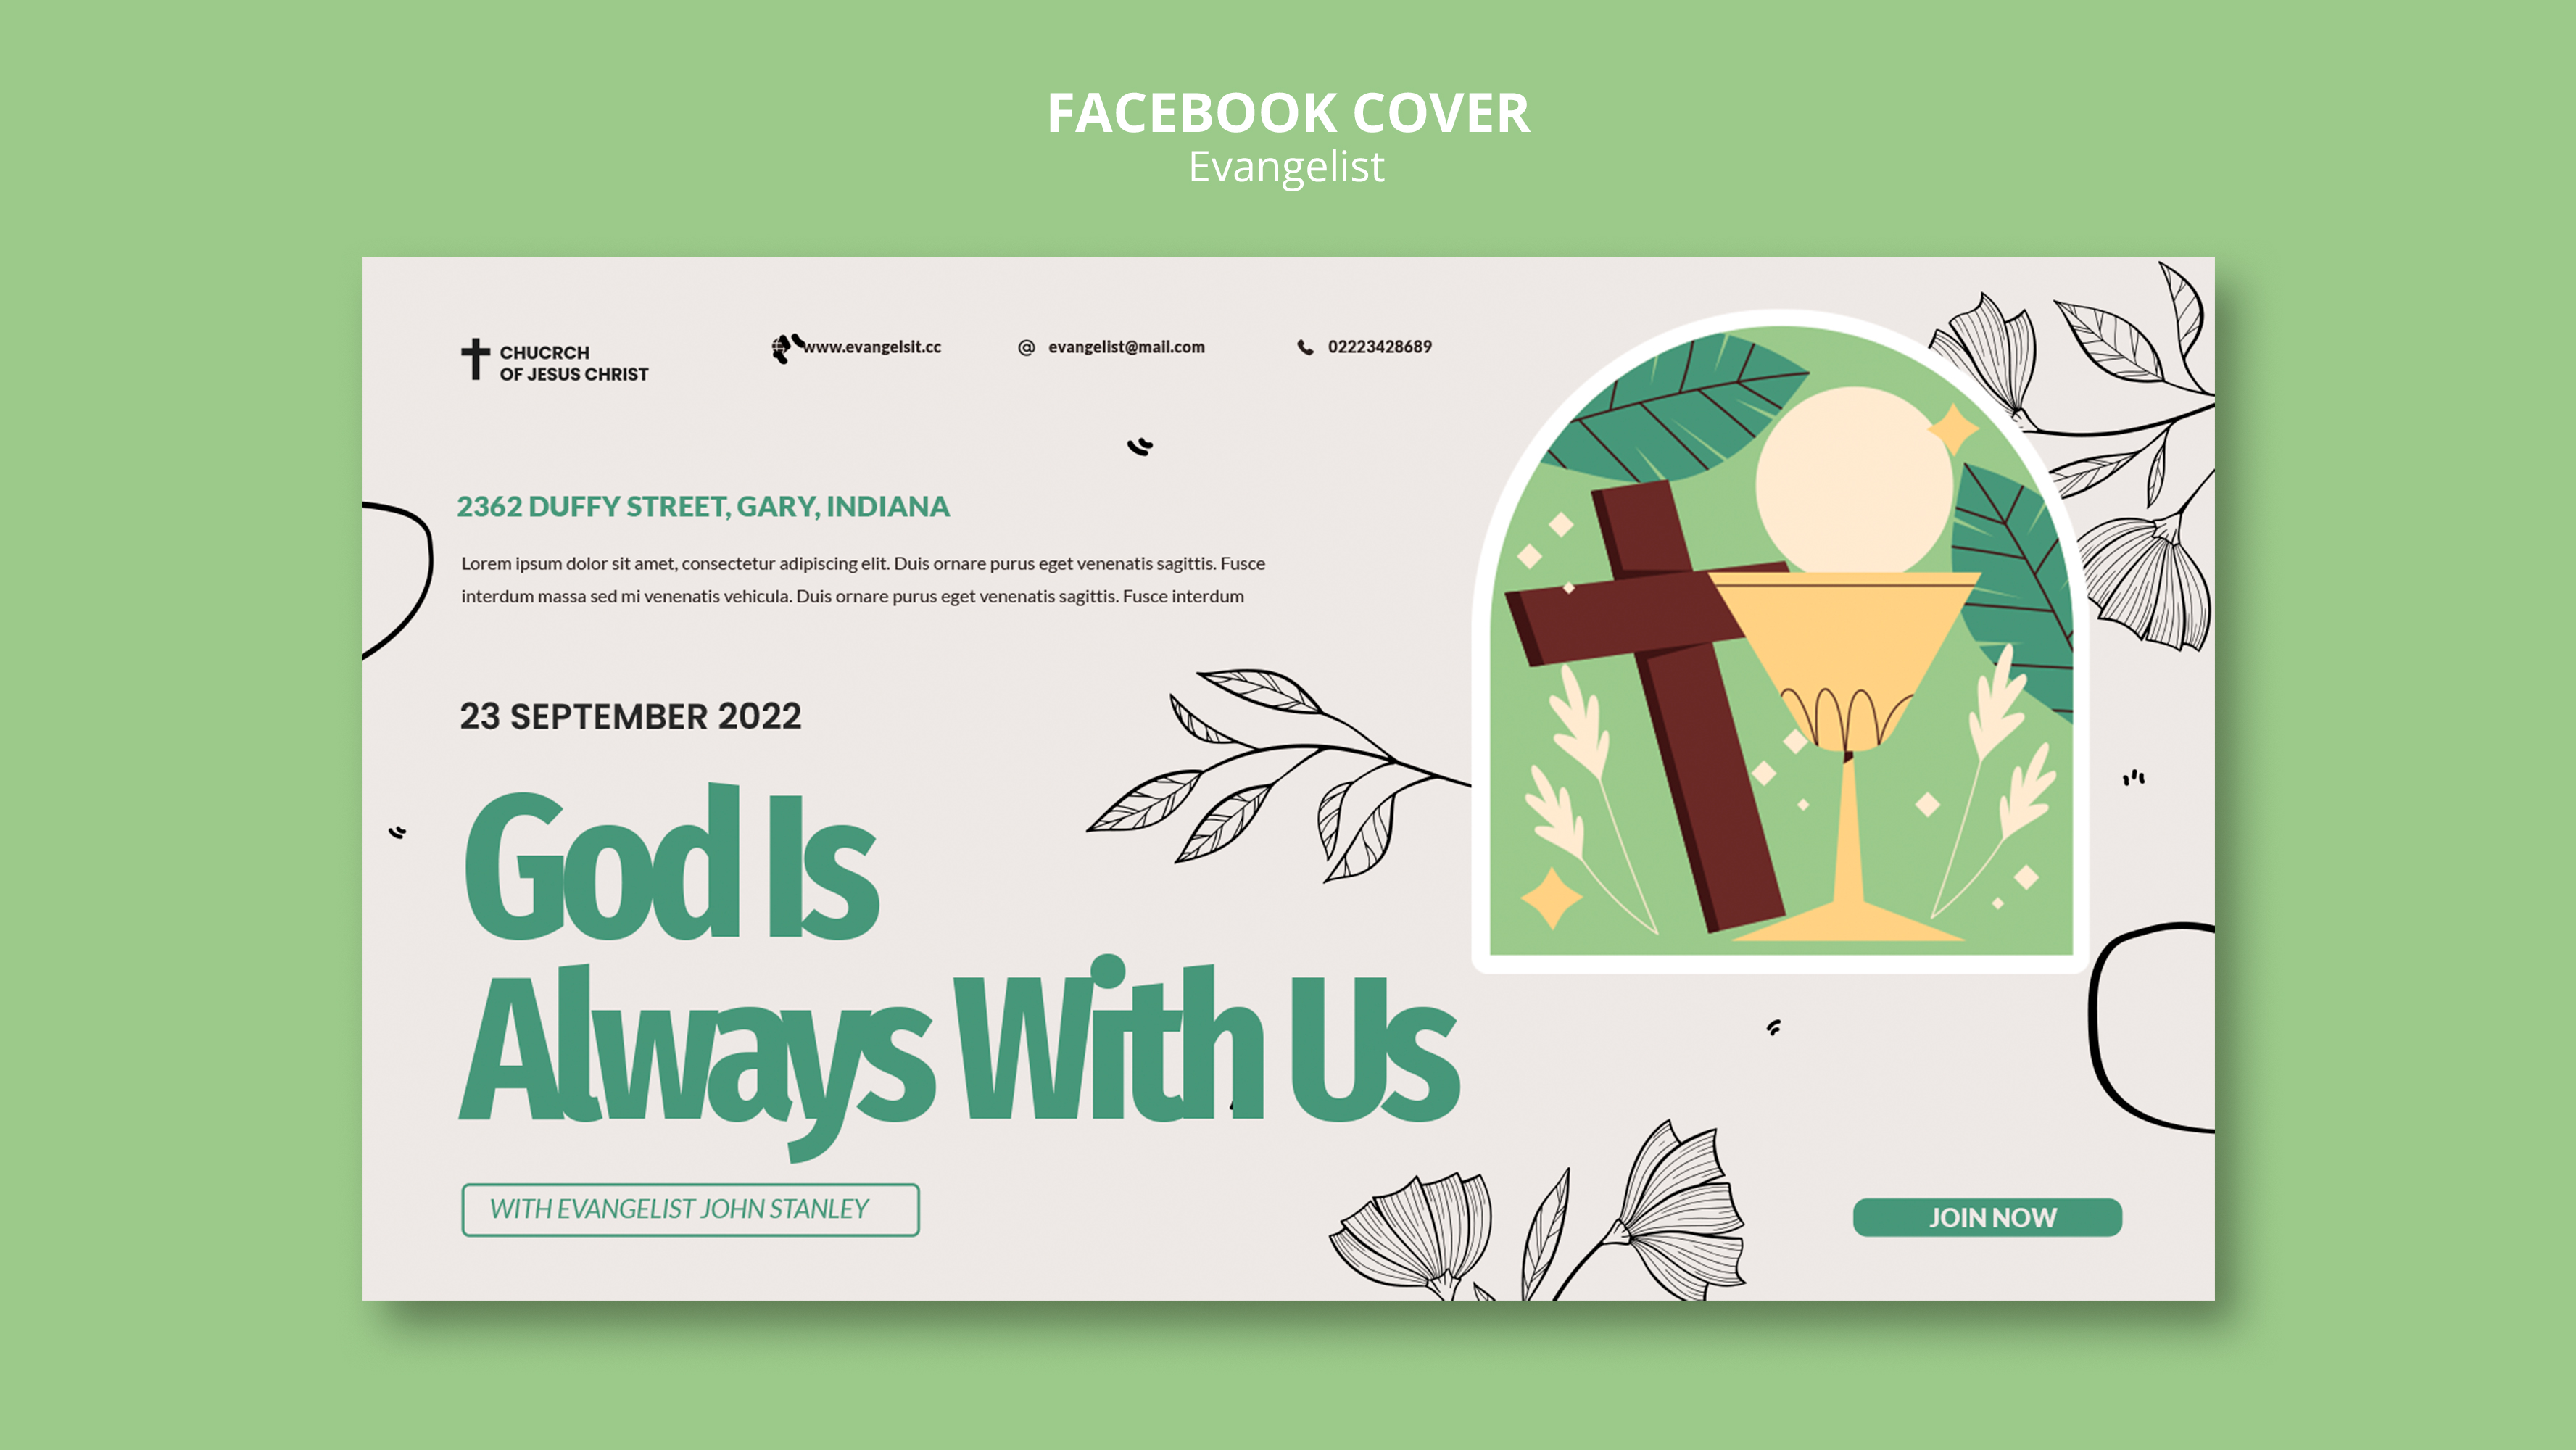 FACEBOOK COVER
Evangelist
CHUCRCH
OF JESUS CHRIST
www.evangelsit.cc
@ evangelist@mail.com
02223428689
2362 DUFFY STREET, GARY, INDIANA
Lorem ipsum dolor sit amet, consectetur adipiscing elit. Duis ornare purus eget venenatis sagittis. Fusce
interdum massa sed mi venenatis vehicula. Duis ornare purus eget venenatis sagittis. Fusce interdum
23 SEPTEMBER 2022
God Is
Always With Us
WITH EVANGELIST JOHN STANLEY
JOIN NOW